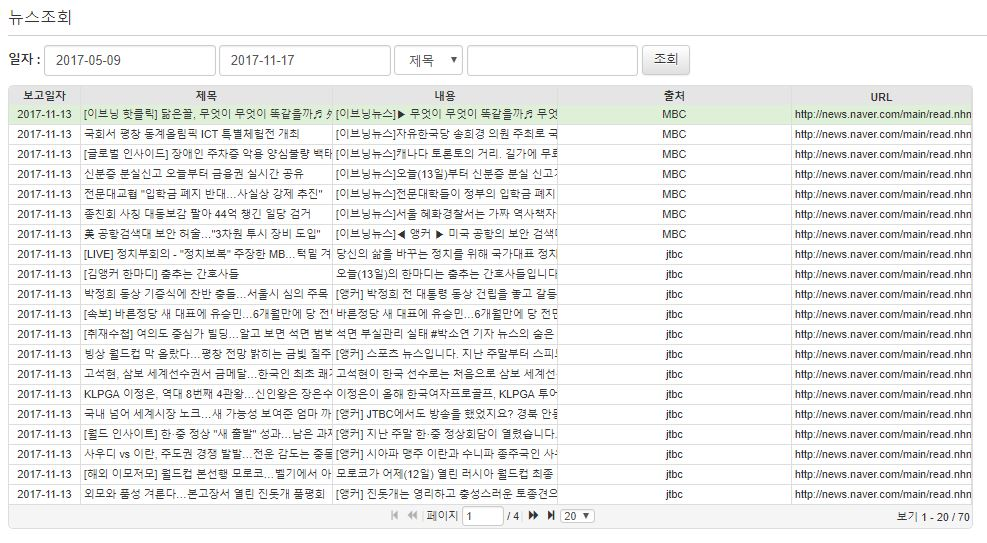 뉴스조회
일자 : 2017-05-09 2017-11-17 제목 조회
보고일자 제목 내용 출처 URL
2017-11-13 [이브닝 핫클릭] 닮은꼴, 무엇이 무엇이 똑같을까♬ [이브닝뉴스]▶ 무엇이 무엇이 똑같을까♬ 무엇 MBC http://news.naver.com/main/read.nhn
2017-11-13 국회서 평창 동계올림픽 ICT 특별체험전 개최 [이브닝뉴스]자유한국당 송희경 의원 주최로 국 MBC http://news.naver.com/main/read.nhn
2017-11-13 [글로벌 인사이드] 장애인 주차증 악용 양심불량 백태 [이브닝뉴스]캐나다 토론토의 거리. 길가에 무료 MBC http://news.naver.com/main/read.nhn
2017-11-13 신분증 분실신고 오늘부터 금융권 실시간 공유 [이브닝뉴스]오늘(13일)부터 신분증 분실 신고가 MBC http://news.naver.com/main/read.nhn
2017-11-13 전문대교협 "입학금 폐지 반대…사실상 강제 추진" [이브닝뉴스]전문대학들이 정부의 입학금 폐지 MBC http://news.naver.com/main/read.nhn
2017-11-13 종친회 사칭 대동보감 팔아 44억 챙긴 일당 검거 [이브닝뉴스]서울 혜화경찰서는 가짜 역사책자 MBC http://news.naver.com/main/read.nhn
2017-11-13 美 공항검색대 보안 허술…"3차원 투시 장비 도입" [이브닝뉴스]◀ 앵커 ▶ 미국 공항의 보안 검색대 MBC http://news.naver.com/main/read.nhn
2017-11-13 [LIVE] 정치부회의 - "정치보복" 주장한 MB…턱밑 겨 당신의 삶을 바꾸는 정치를 위해 국가대표 정치 jtbc http://news.naver.com/main/read.nhn
2017-11-13 [김앵커 한마디] 춤추는 간호사들 오늘(13일)의 한마디는 춤추는 간호사들입니다 jtbc http://news.naver.com/main/read.nhn
2017-11-13 박정희 동상 기증식에 찬반 충돌…서울시 심의 주목 [앵커] 박정희 전 대통령 동상 건립을 놓고 갈등 jtbc http://news.naver.com/main/read.nhn
2017-11-13 [속보] 바른정당 새 대표에 유승민…6개월만에 당 전면 바른정당 새 대표에 유승민…6개월만에 당 전면 jtbc http://news.naver.com/main/read.nhn
2017-11-13 [취재수첩] 여의도 중심가 빌딩…알고 보면 석면 범벅 석면 부실관리 실태 #박소연 기자 뉴스의 숨은 jtbc http://news.naver.com/main/read.nhn
2017-11-13 빙상 월드컵 막 올랐다…평창 전망 밝히는 금빛 질주 [앵커] 스포츠 뉴스입니다. 지난 주말부터 스피드 jtbc http://news.naver.com/main/read.nhn
2017-11-13 고석현, 삼보 세계선수권서 금메달…한국인 최초 쾌거 고석현이 한국 선수로는 처음으로 삼보 세계선 jtbc http://news.naver.com/main/read.nhn
2017-11-13 KLPGA 이정은, 역대 8번째 4관왕…신인왕은 장은수 이정은이 올해 한국여자프로골프, KLPGA 투어 jtbc http://news.naver.com/main/read.nhn
2017-11-13 국내 넘어 세계시장 노크…새 가능성 보여준 엄마 까 [앵커] JTBC에서도 방송을 했었지요? 경북 안동 jtbc http://news.naver.com/main/read.nhn
2017-11-13 [월드 인사이트] 한·중 정상 "새 출발" 성과…남은 과제 [앵커] 지난 주말 한·중 정상회담이 열렸습니다. jtbc http://news.naver.com/main/read.nhn
2017-11-13 사우디 vs 이란, 주도권 경쟁 발발…전운 감도는 중동 [앵커] 시아파 맹주 이란과 수니파 종주국인 사우 jtbc http://news.naver.com/main/read.nhn
2017-11-13 [해외 이모저모] 월드컵 본선행 모로코…벨기에서 아 모로코가 어제(12일) 열린 러시아 월드컵 최종 jtbc http://news.naver.com/main/read.nhn
2017-11-13 외모와 품성 겨룬다…본고장서 열린 진돗개 품평회 [앵커] 진돗개는 영리하고 충성스러운 토종견으 jtbc http://news.naver.com/main/read.nhn
페이지 1 / 4 20 보기 1 - 20 / 70